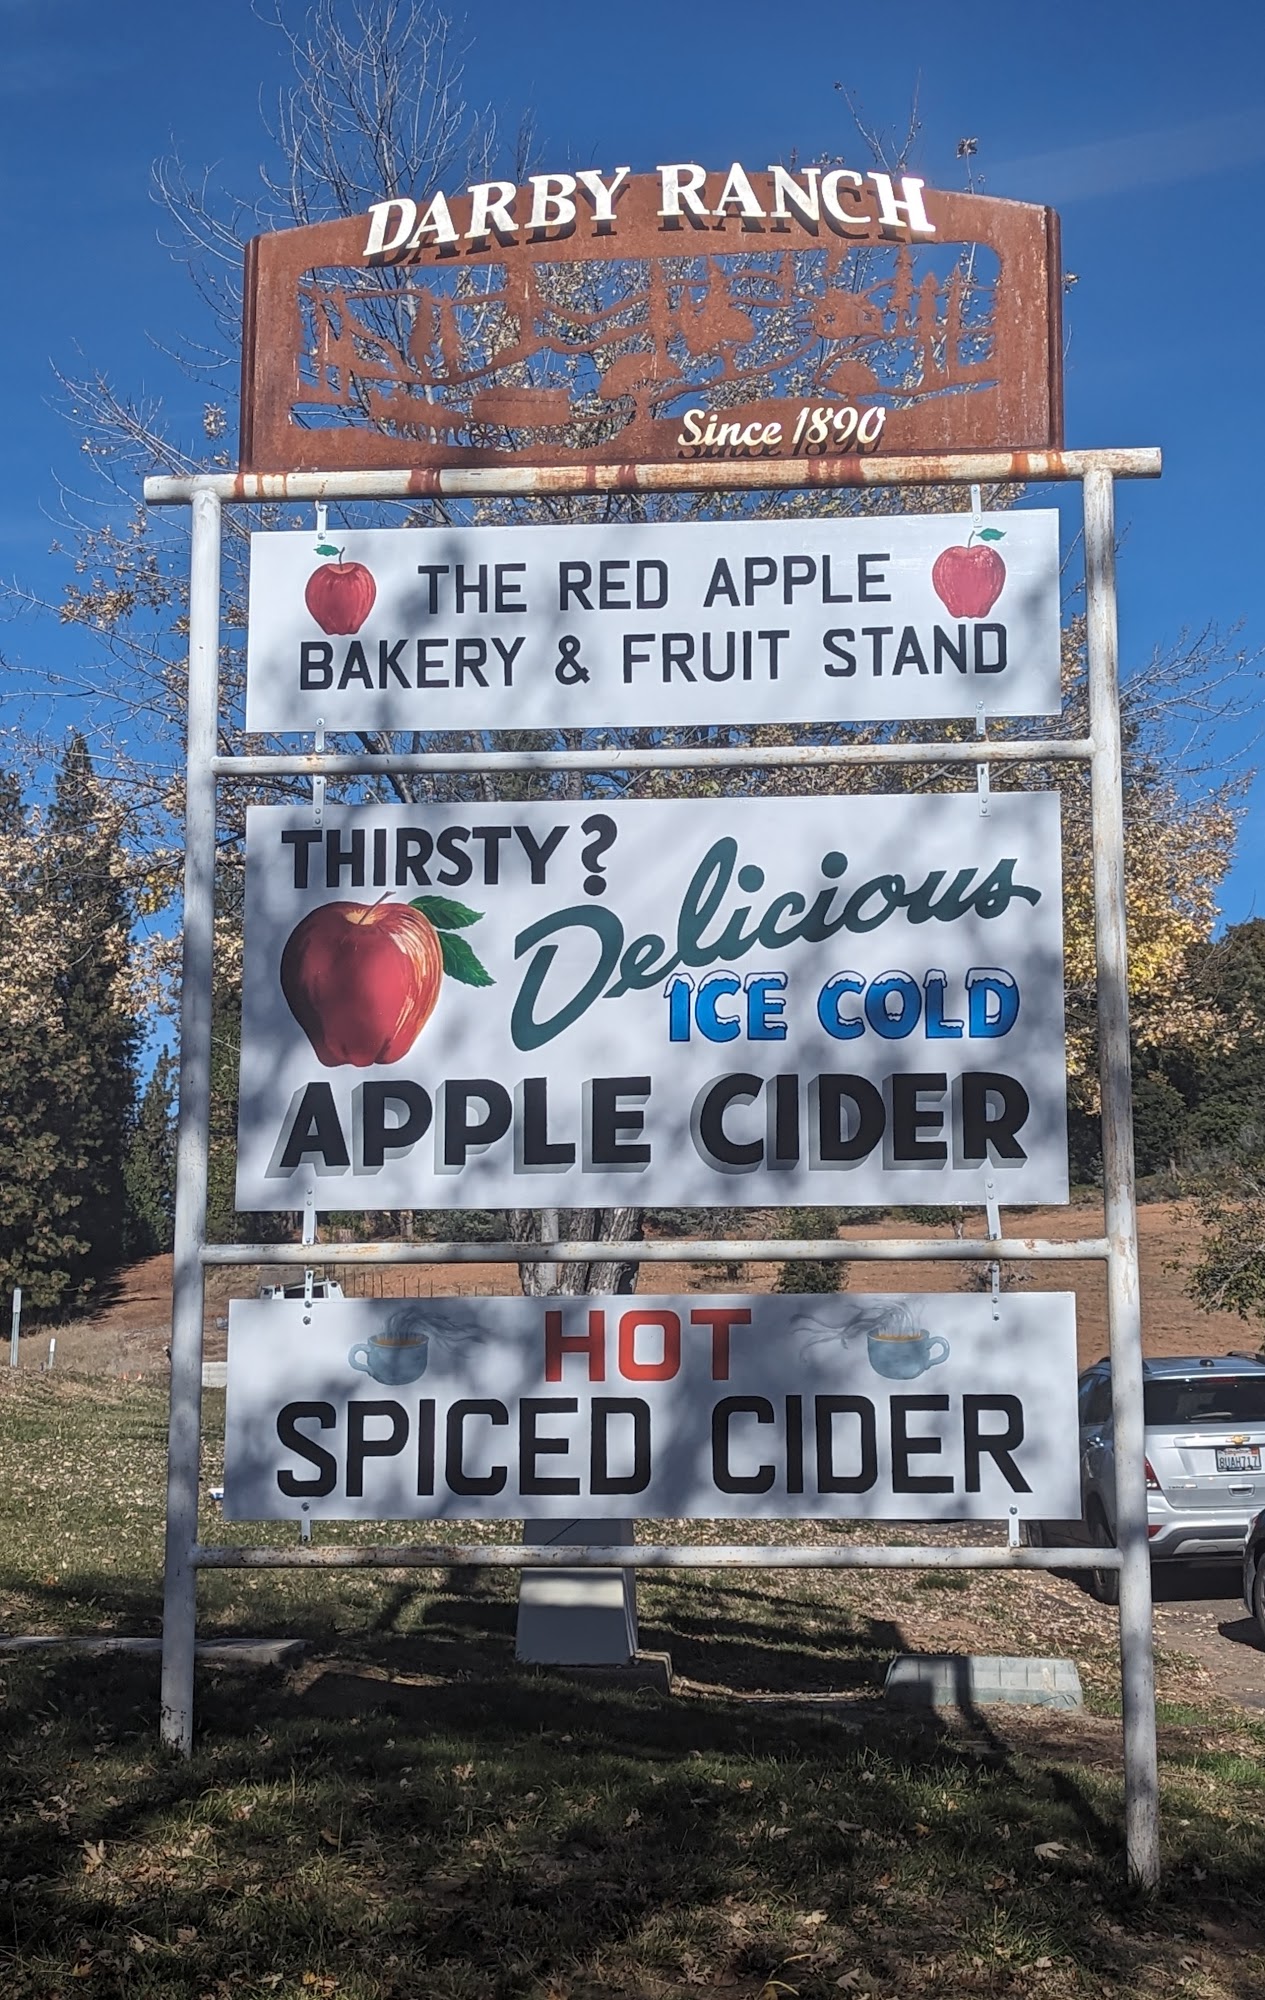 DARBY RANCH
Since 1890
THE RED APPLE
BAKERY & FRUIT STAND
THIRSTY?
Delicious
ICE COLD
APPLE CIDER
HOT
SPICED CIDER
8UAH717